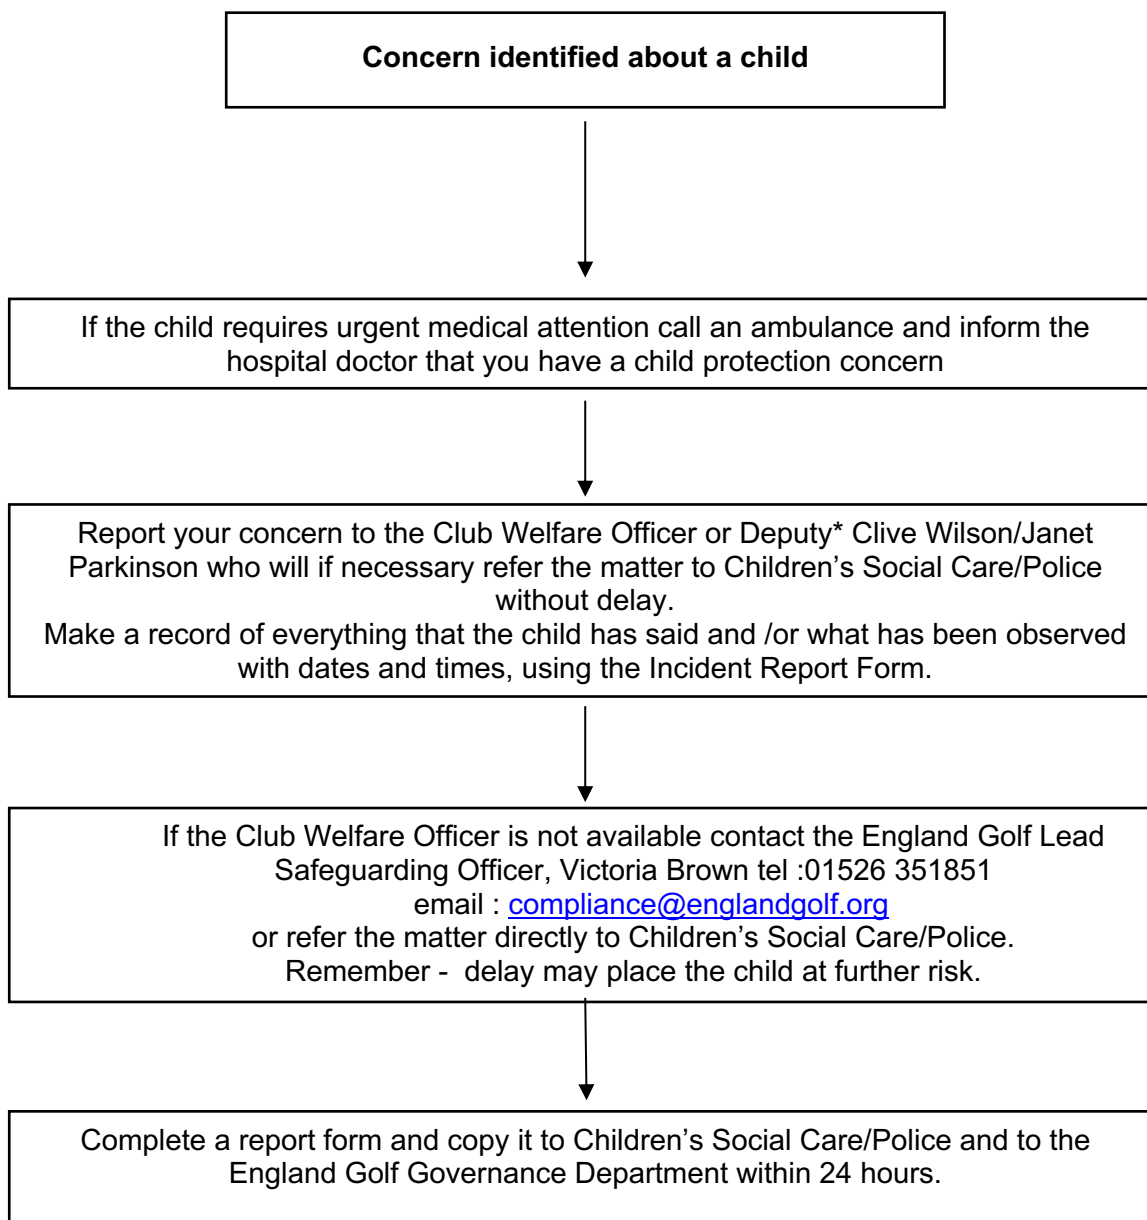 Concern identified about a child
If the child requires urgent medical attention call an ambulance and inform the
hospital doctor that you have a child protection concern
Report your concern to the Club Welfare Officer or Deputy* Clive Wilson/Janet
Parkinson who will if necessary refer the matter to Children’s Social Care/Police
without delay.
Make a record of everything that the child has said and /or what has been observed
with dates and times, using the Incident Report Form.
If the Club Welfare Officer is not available contact the England Golf Lead
Safeguarding Officer, Victoria Brown tel :01526 351851
email : compliance@englandgolf.org
or refer the matter directly to Children’s Social Care/Police.
Remember -  delay may place the child at further risk.
Complete a report form and copy it to Children’s Social Care/Police and to the
England Golf Governance Department within 24 hours.